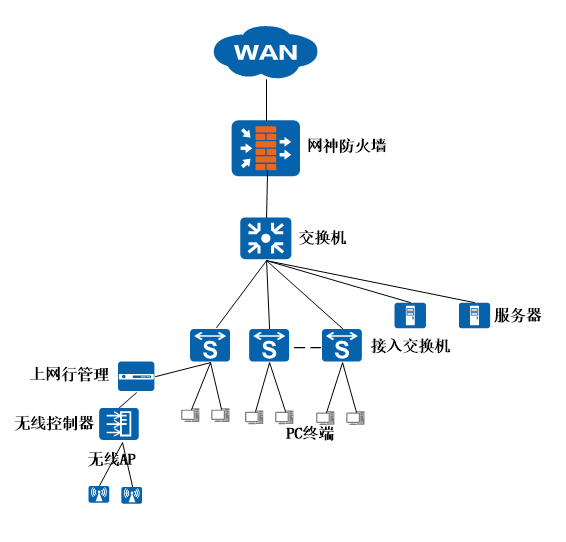 WAN
网神防火墙
交换机
服务器
S
S
S
接入交换机
上网行管理
无线控制器
PC终端
无线AP